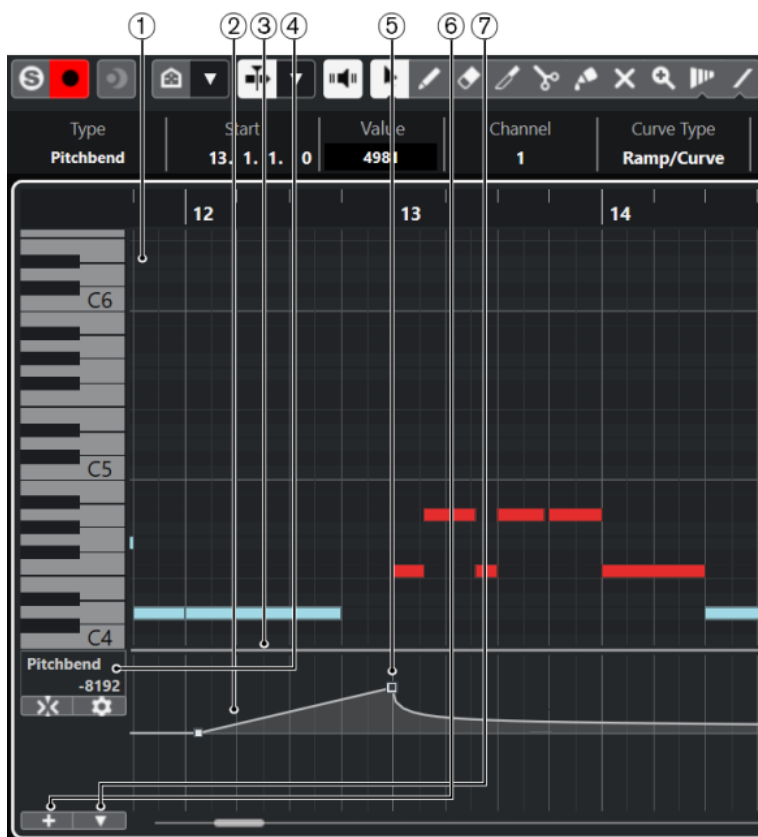 ① ② ③ ④ ⑤ ⑥ ⑦
S
Type Start Value Channel Curve Type
Pitchbend 13. 1. 1. 0 4981 1 Ramp/Curve
12 13 14
C6
C5
C4
Pitchbend
-8192